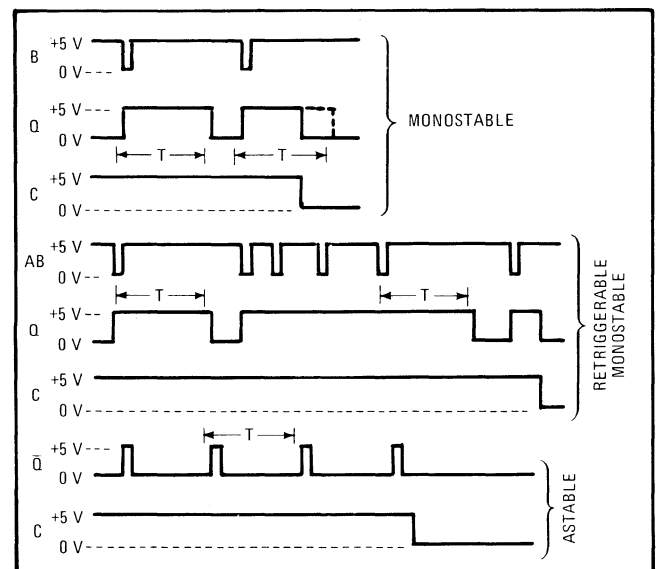 B +5 V
0 V
Q +5 V
0 V
MONOSTABLE
T T
C +5 V
0 V
AB +5 V
0 V
T T
Q +5 V
0 V
RETRIGGERABLE
MONOSTABLE
C +5 V
0 V
T
Q̅ +5 V
0 V
ASTABLE
C +5 V
0 V